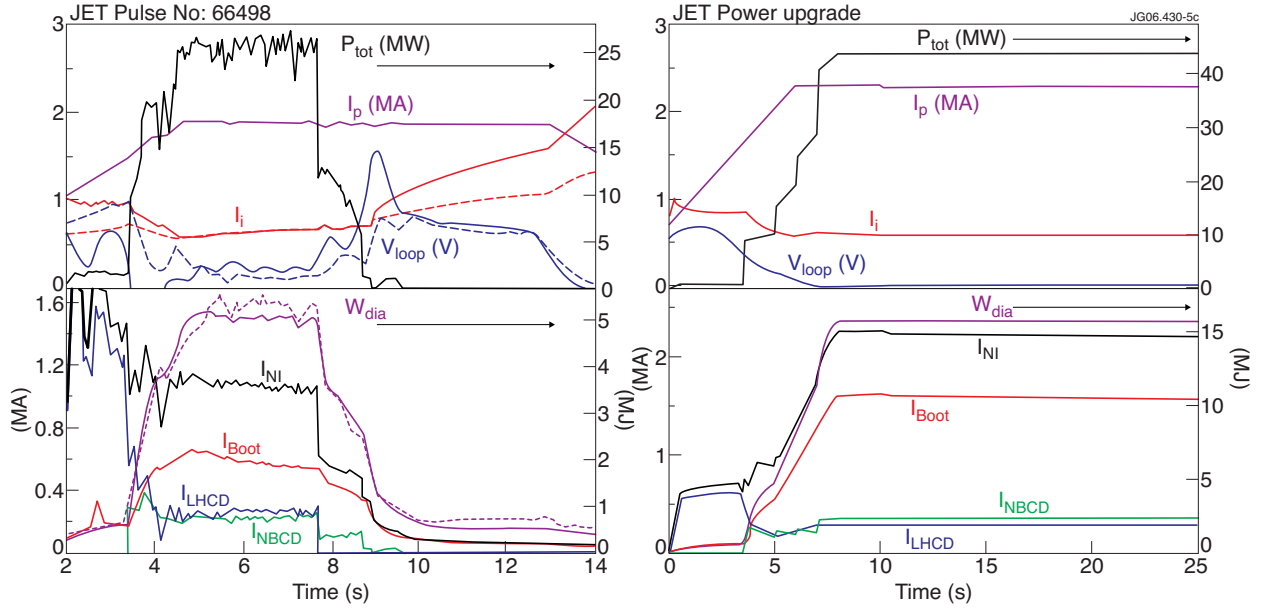 JET Pulse No: 66498
3
2
1
0
P_tot (MW)
I_p (MA)
I_i
V_loop (V)
25
20
15
10
5
0
1.6
1.2
0.8
0.4
0
(MA)
W_dia
I_NI
I_Boot
I_LHCD
I_NBCD
5
4
3
2
1
0
(MJ)
2 4 6 8 10 12 14
Time (s)
JET Power upgrade
JG06.430-5c
3
2
1
0
P_tot (MW)
I_p (MA)
I_i
V_loop (V)
40
30
20
10
0
2
1
0
(MA)
W_dia
I_NI
I_Boot
I_NBCD
I_LHCD
15
10
5
0
(MJ)
0 5 10 15 20 25
Time (s)